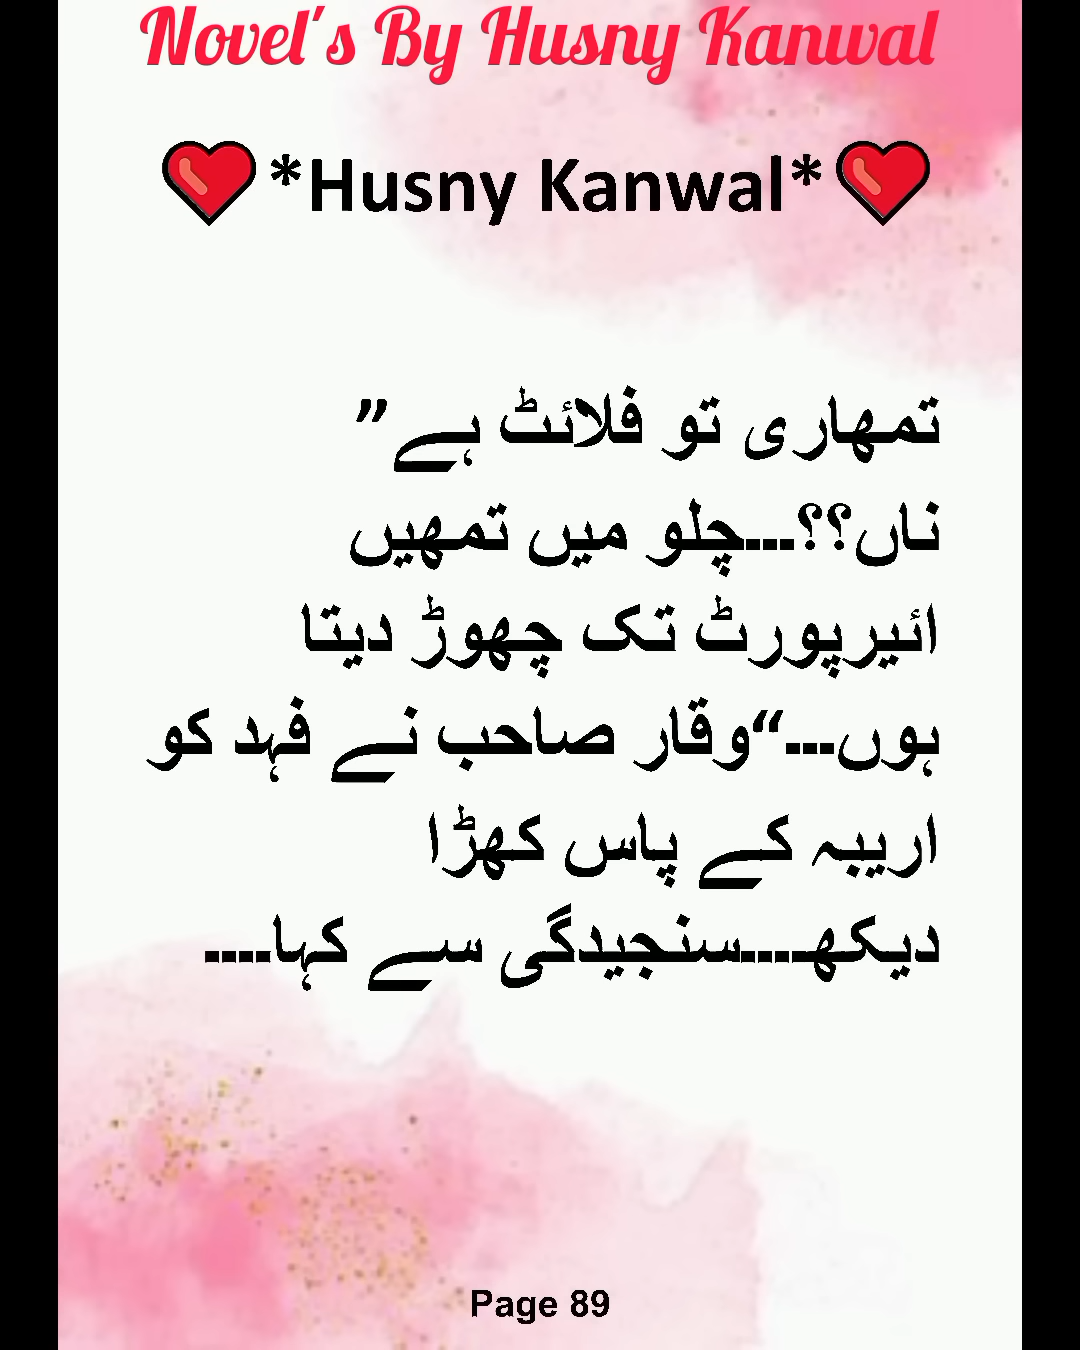 Novel's By Husny Kanwal
❤️*Husny Kanwal*❤️
تمھاری تو فلائٹ ہے”
ناں؟؟...چلو میں تمھیں
ائیرپورٹ تک چھوڑ دیتا
ہوں...“وقار صاحب نے فہد کو
اریبہ کے پاس کھڑا
دیکھ....سنجیدگی سے کہا....
Page 89